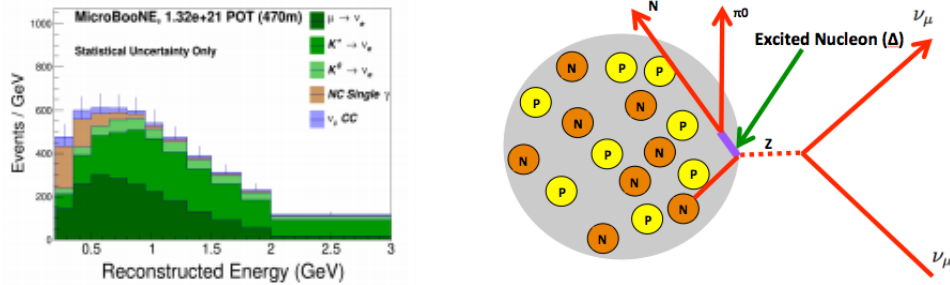 MicroBooNE, 1.32e+21 POT (470m)
Statistical Uncertainty Only
μ → νe
K+ → νe
K0 → νe
NC Single γ
νμ CC
Events / GeV
1000
800
600
400
200
0
0.5 1 1.5 2 2.5 3
Reconstructed Energy (GeV)
N
π0
νμ
Excited Nucleon (Δ)
N P P
P N N
N P
N P N
P N P
P N
N
Z
νμ